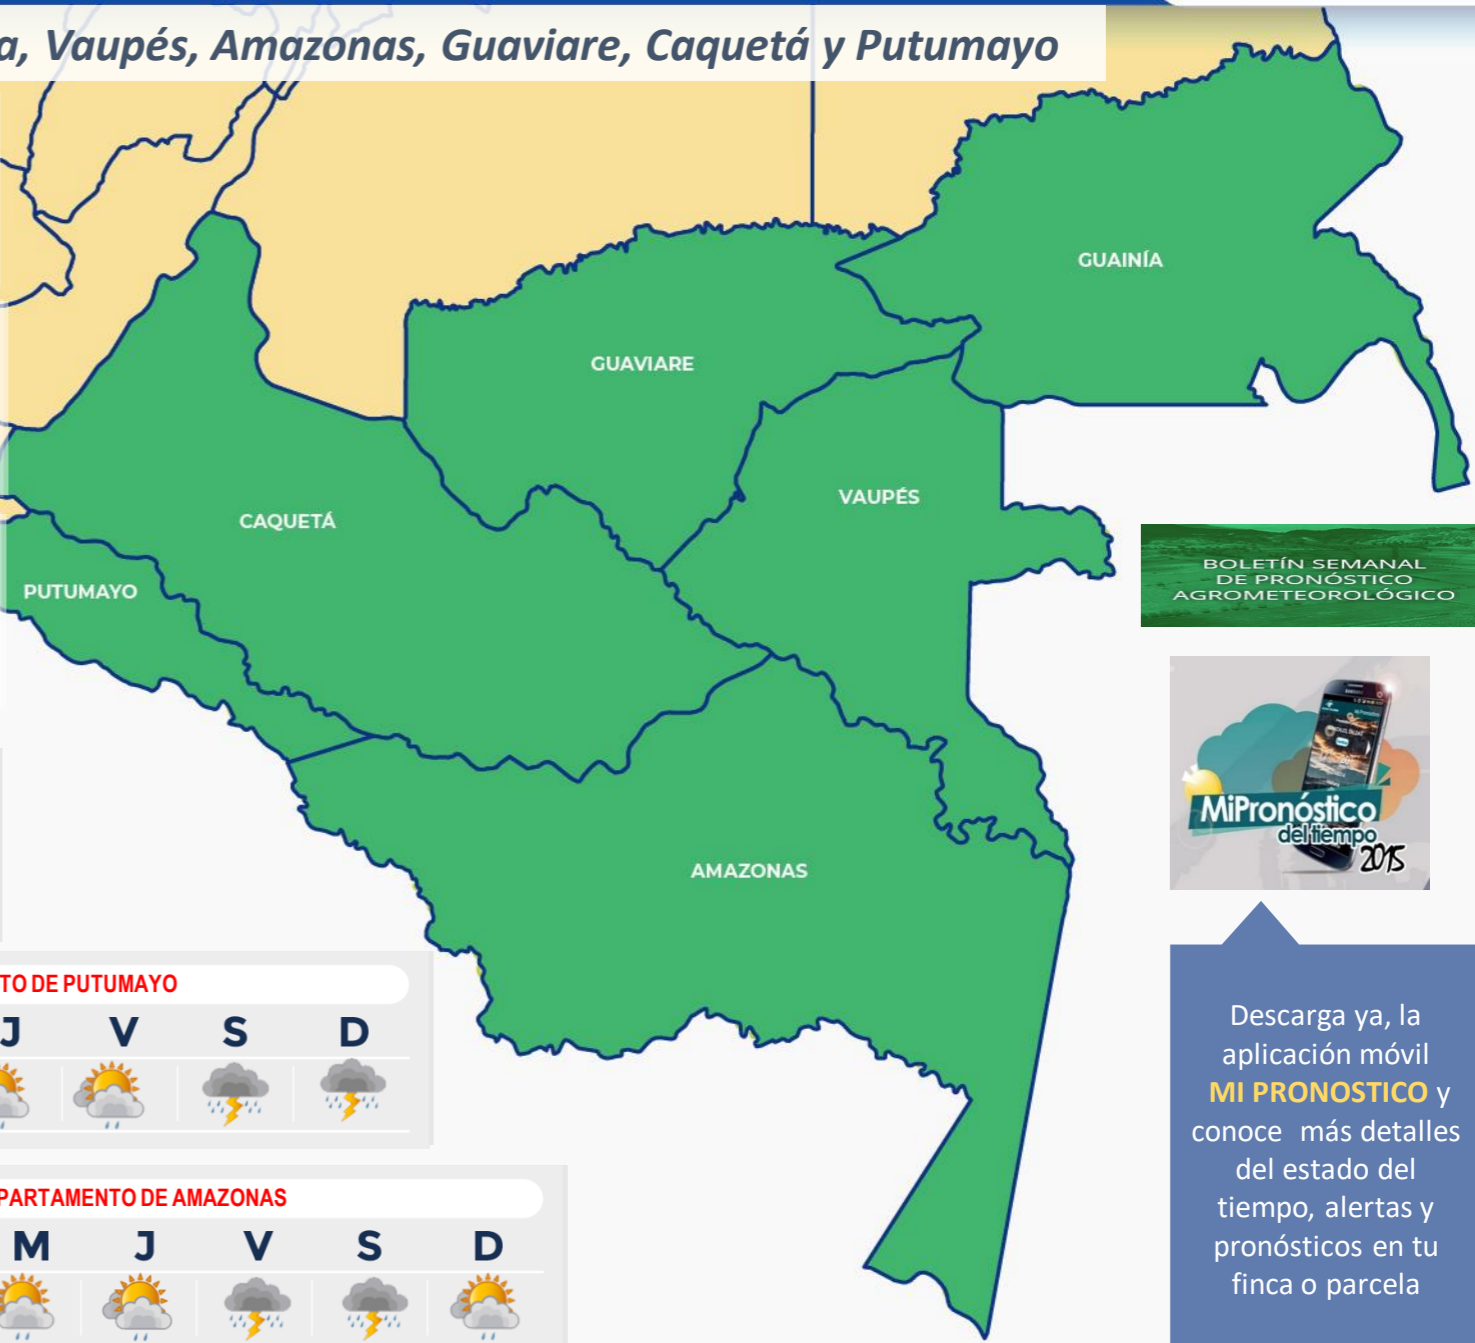 a, Vaupés, Amazonas, Guaviare, Caquetá y Putumayo
GUAINÍA
GUAVIARE
VAUPÉS
CAQUETÁ
PUTUMAYO
AMAZONAS
BOLETÍN SEMANAL
DE PRONÓSTICO
AGROMETEOROLÓGICO
MiPronóstico
del tiempo
2015
Descarga ya, la
aplicación móvil
MI PRONOSTICO y
conoce más detalles
del estado del
tiempo, alertas y
pronósticos en tu
finca o parcela
TO DE PUTUMAYO
J V S D
PARTAMENTO DE AMAZONAS
M J V S D